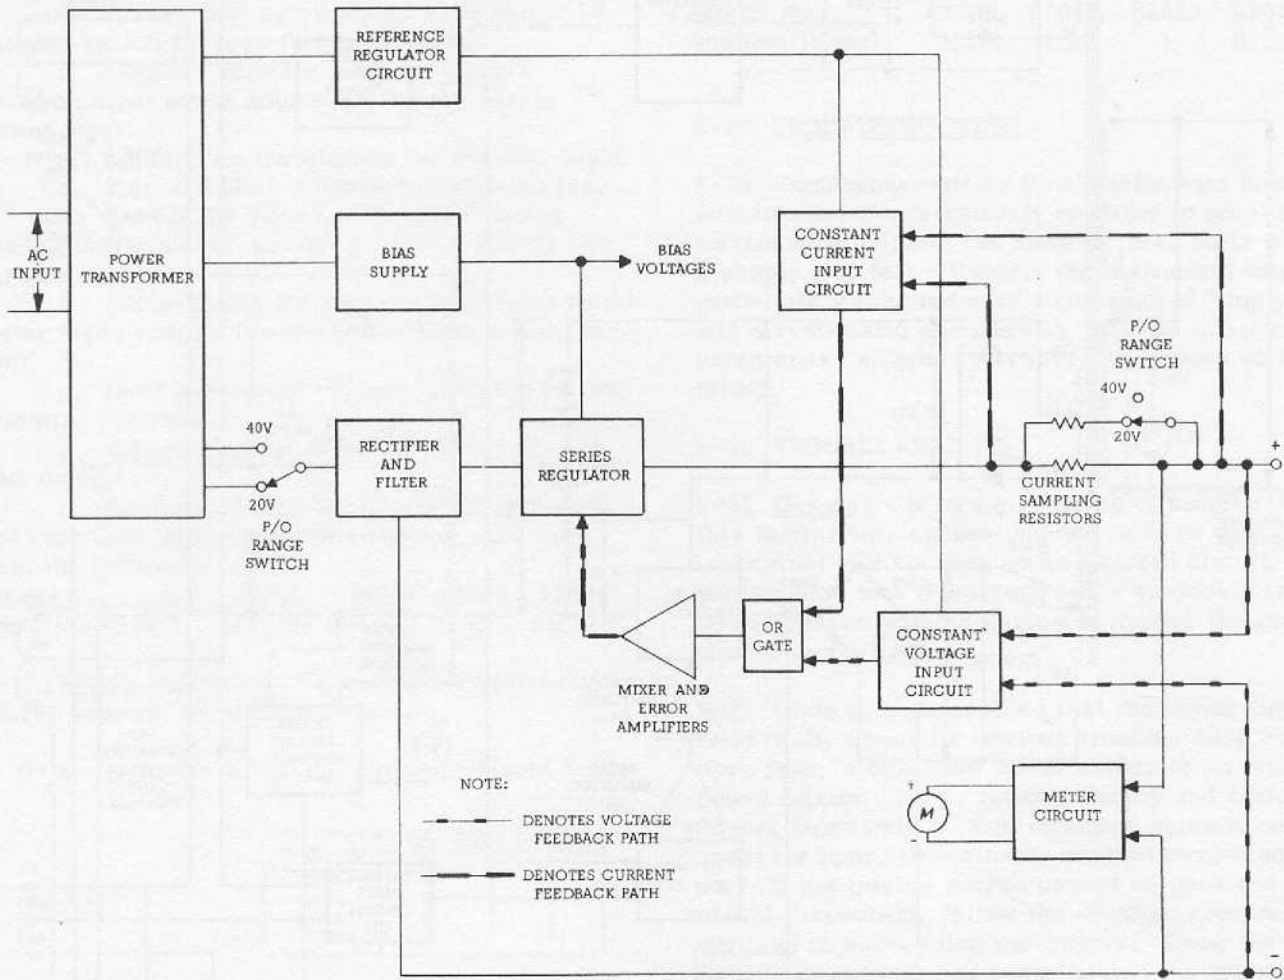 REFERENCE
REGULATOR
CIRCUIT
AC
INPUT
POWER
TRANSFORMER
BIAS
SUPPLY
BIAS
VOLTAGES
CONSTANT
CURRENT
INPUT
CIRCUIT
P/O
RANGE
SWITCH
40V
20V
40V
20V
P/O
RANGE
SWITCH
RECTIFIER
AND
FILTER
SERIES
REGULATOR
CURRENT
SAMPLING
RESISTORS
+
OR
GATE
CONSTANT
VOLTAGE
INPUT
CIRCUIT
MIXER AND
ERROR
AMPLIFIERS
NOTE:
DENOTES VOLTAGE
FEEDBACK PATH
DENOTES CURRENT
FEEDBACK PATH
+
M
-
METER
CIRCUIT
-